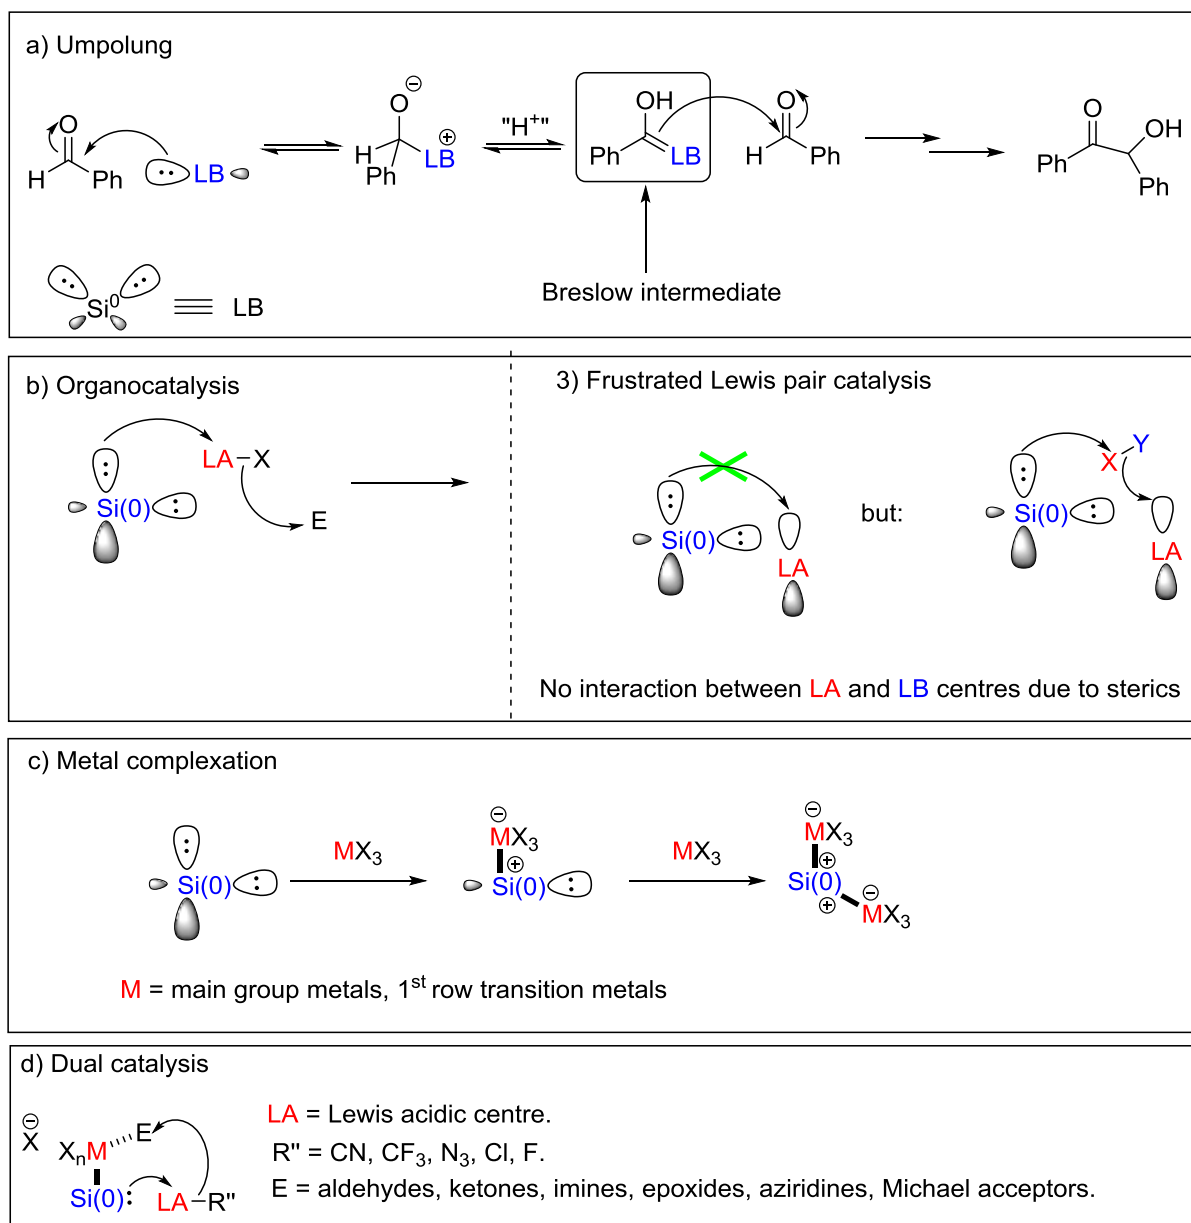 a) Umpolung
O
H
Ph
LB
O ⊖
H
LB ⊕
Ph
"H⁺"
OH
Ph
LB
O
H
Ph
O
OH
Ph
Ph
Si⁰
LB
Breslow intermediate
b) Organocatalysis
LA–X
Si(0)
E
3) Frustrated Lewis pair catalysis
Si(0)
LA
but:
X–Y
Si(0)
LA
No interaction between LA and LB centres due to sterics
c) Metal complexation
Si(0)
MX₃
⊖
MX₃
⊕
Si(0)
MX₃
⊖
MX₃
⊕
Si(0)
⊕
⊖
MX₃
M = main group metals, 1ˢᵗ row transition metals
d) Dual catalysis
⊖
X
XₙM
E
Si(0)
LA–R"
LA = Lewis acidic centre.
R" = CN, CF₃, N₃, Cl, F.
E = aldehydes, ketones, imines, epoxides, aziridines, Michael acceptors.